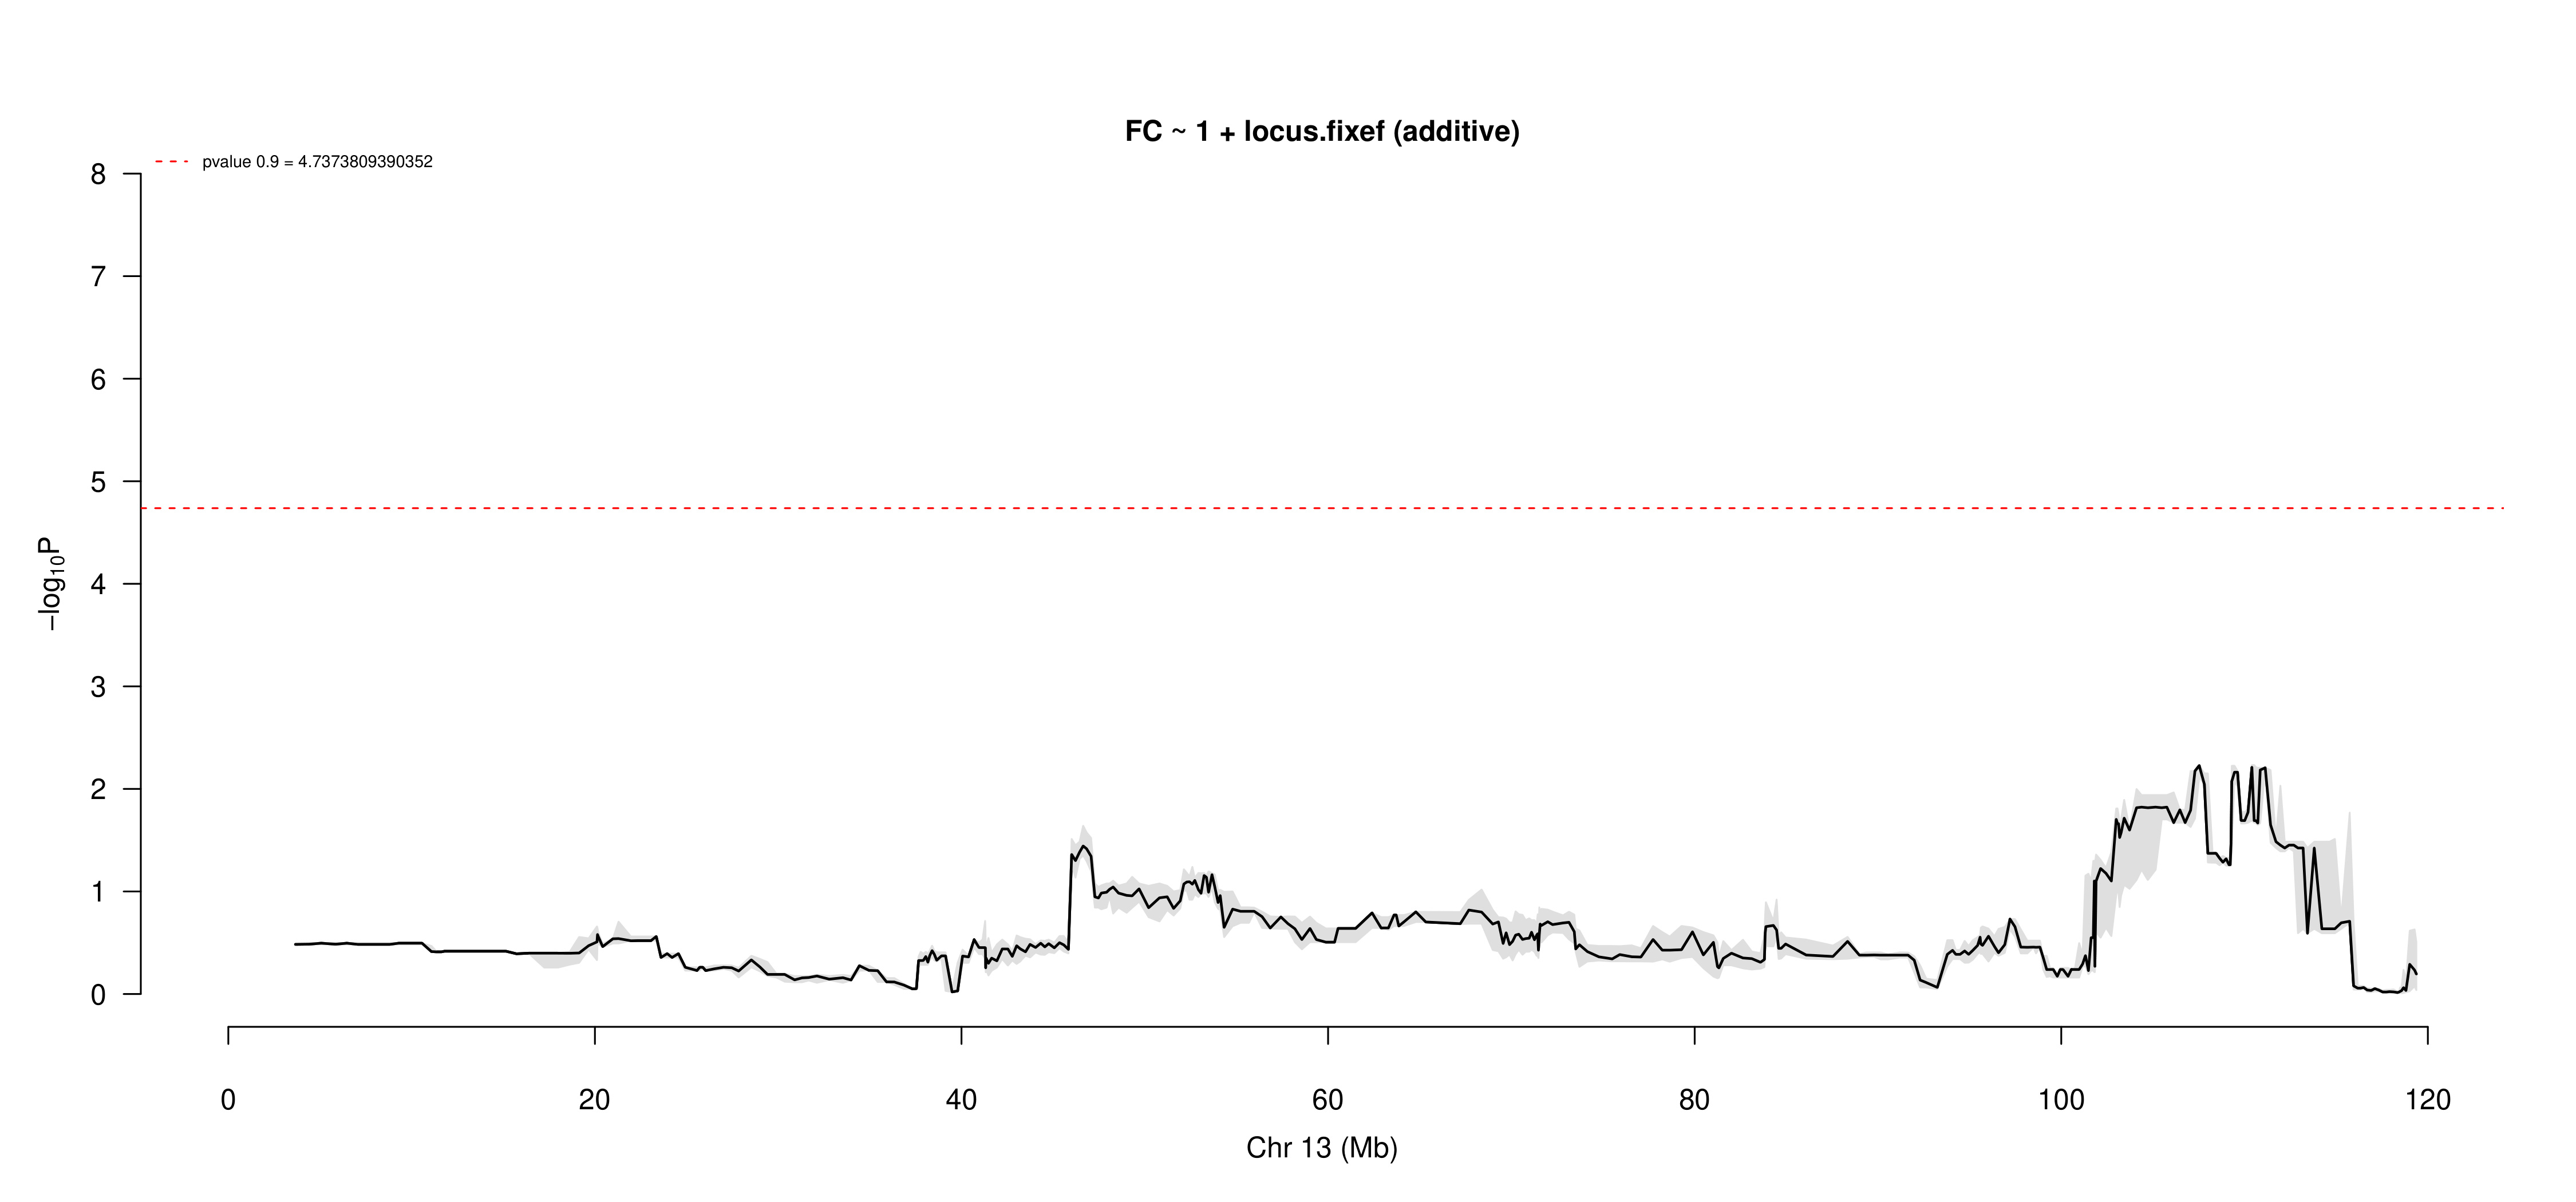 FC ~ 1 + locus.fixef (additive)
pvalue 0.9 = 4.7373809390352
8
7
6
5
4
3
2
1
0
−log10P
0 20 40 60 80 100 120
Chr 13 (Mb)